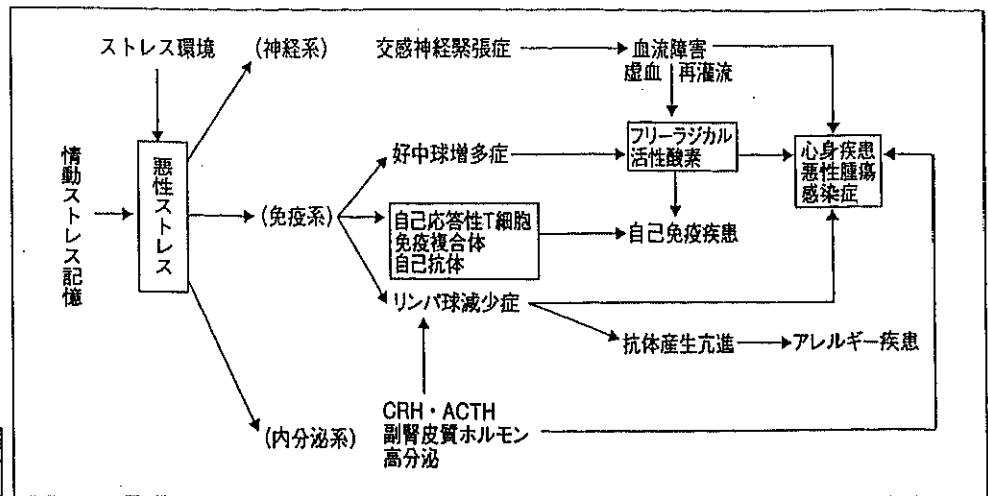 ストレス環境
(神経系)
交感神経緊張症
血流障害
虚血
再灌流
情動ストレス記憶
悪性ストレス
(免疫系)
好中球増多症
フリーラジカル
活性酸素
心身疾患
悪性腫瘍
感染症
自己応答性T細胞
免疫複合体
自己抗体
自己免疫疾患
リンパ球減少症
抗体産生亢進
アレルギー疾患
(内分泌系)
CRH・ACTH
副腎皮質ホルモン
高分泌